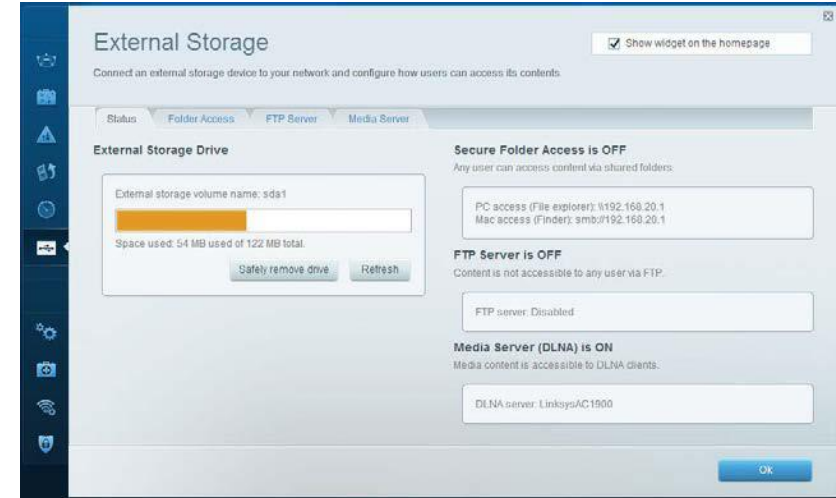 External Storage
Show widget on the homepage
Connect an external storage device to your network and configure how users can access its contents.
Status
Folder Access
FTP Server
Media Server
External Storage Drive
External storage volume name: sda1
Space used: 54 MB used of 122 MB total.
Safely remove drive
Refresh
Secure Folder Access is OFF
Any user can access content via shared folders.
PC access (File explorer): \\192.168.20.1
Mac access (Finder): smb://192.168.20.1
FTP Server is OFF
Content is not accessible to any user via FTP.
FTP server: Disabled
Media Server (DLNA) is ON
Media content is accessible to DLNA clients.
DLNA server: LinksysAC1900
Ok